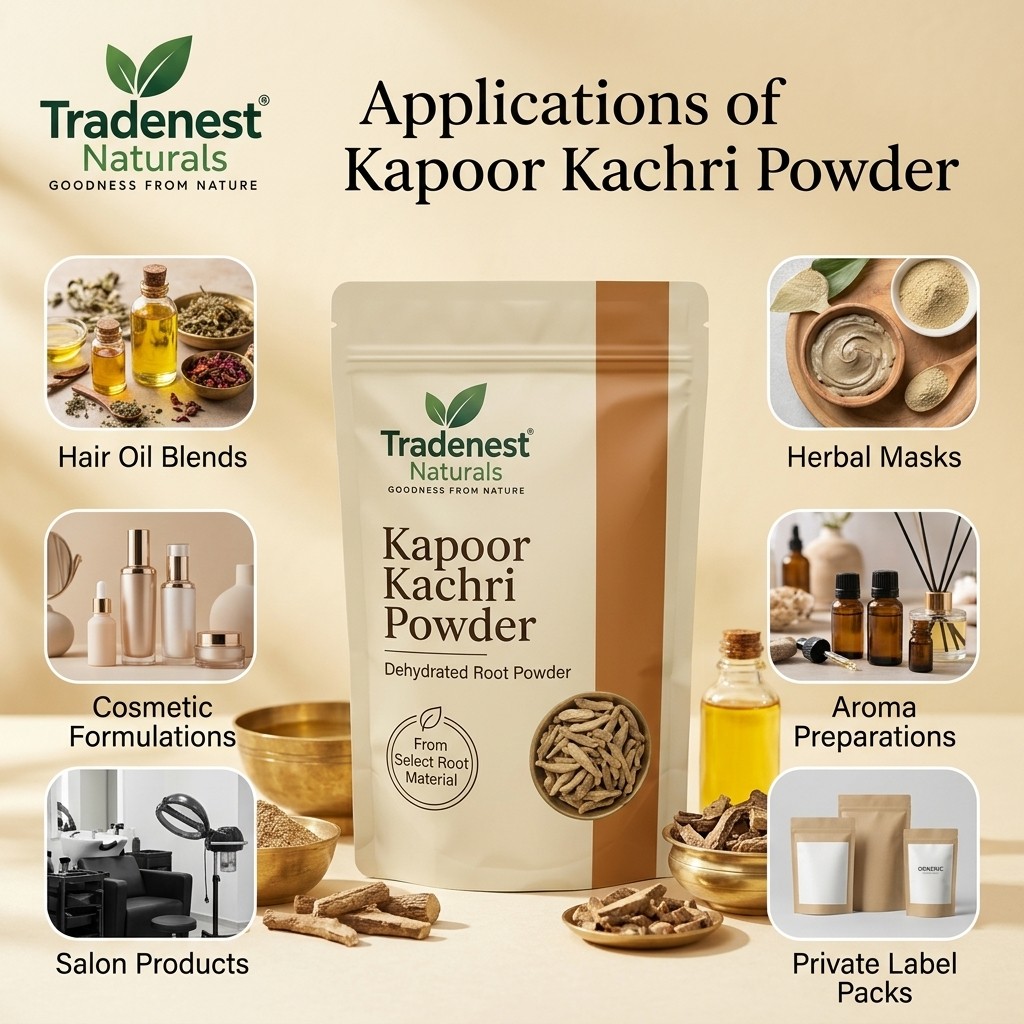 Tradenest®
Naturals
GOODNESS FROM NATURE
Applications of
Kapoor Kachri Powder
Hair Oil Blends
Cosmetic
Formulations
Salon Products
Tradenest®
Naturals
GOODNESS FROM NATURE
Kapoor
Kachri
Powder
Dehydrated Root Powder
From
Select Root
Material
Herbal Masks
Aroma
Preparations
Private Label
Packs